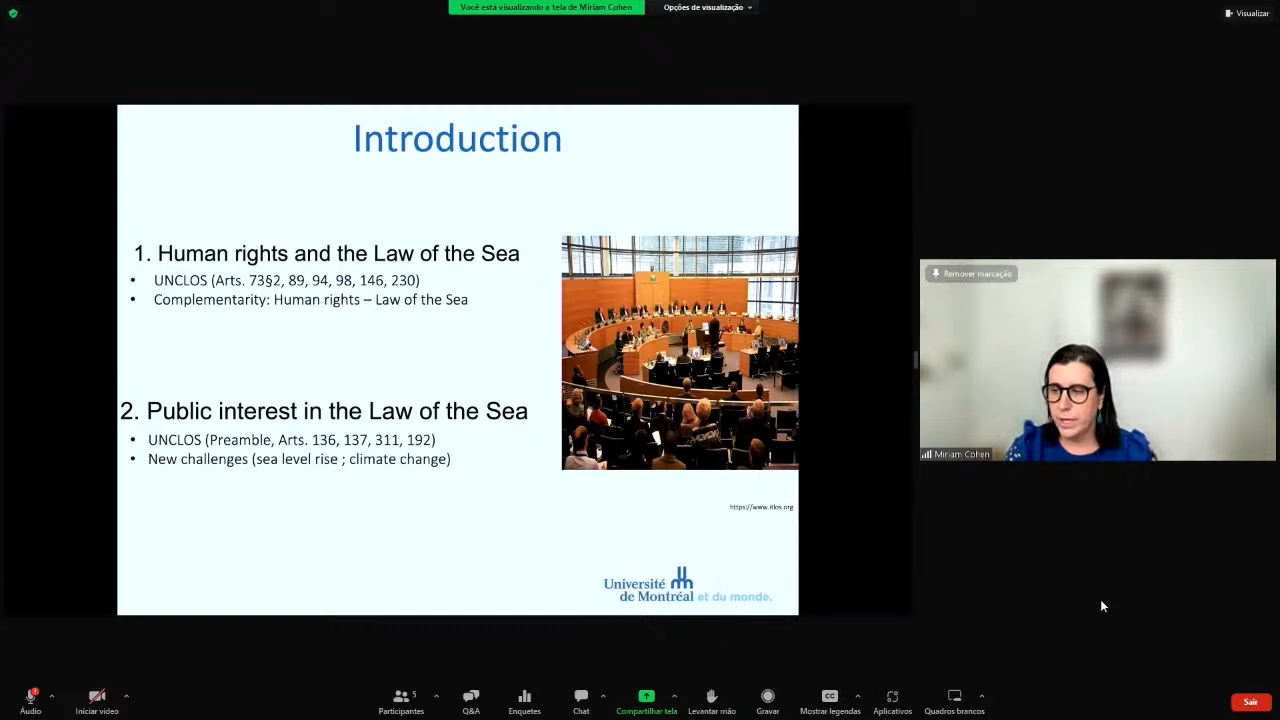 Você está visualizando a tela de Miriam Cohen
Opções de visualização
Visualizar
Introduction
1. Human rights and the Law of the Sea
• UNCLOS (Arts. 73§2, 89, 94, 98, 146, 230)
• Complementarity: Human rights – Law of the Sea
2. Public interest in the Law of the Sea
• UNCLOS (Preamble, Arts. 136, 137, 311, 192)
• New challenges (sea level rise ; climate change)
https://www.itlos.org
Université
de Montréal et du monde.
Remover marcação
Miriam Cohen
Áudio
Iniciar vídeo
5
Participantes
Q&A
Enquetes
Chat
Compartilhar tela
Levantar mão
Gravar
CC
Mostrar legendas
Aplicativos
Quadros brancos
Sair